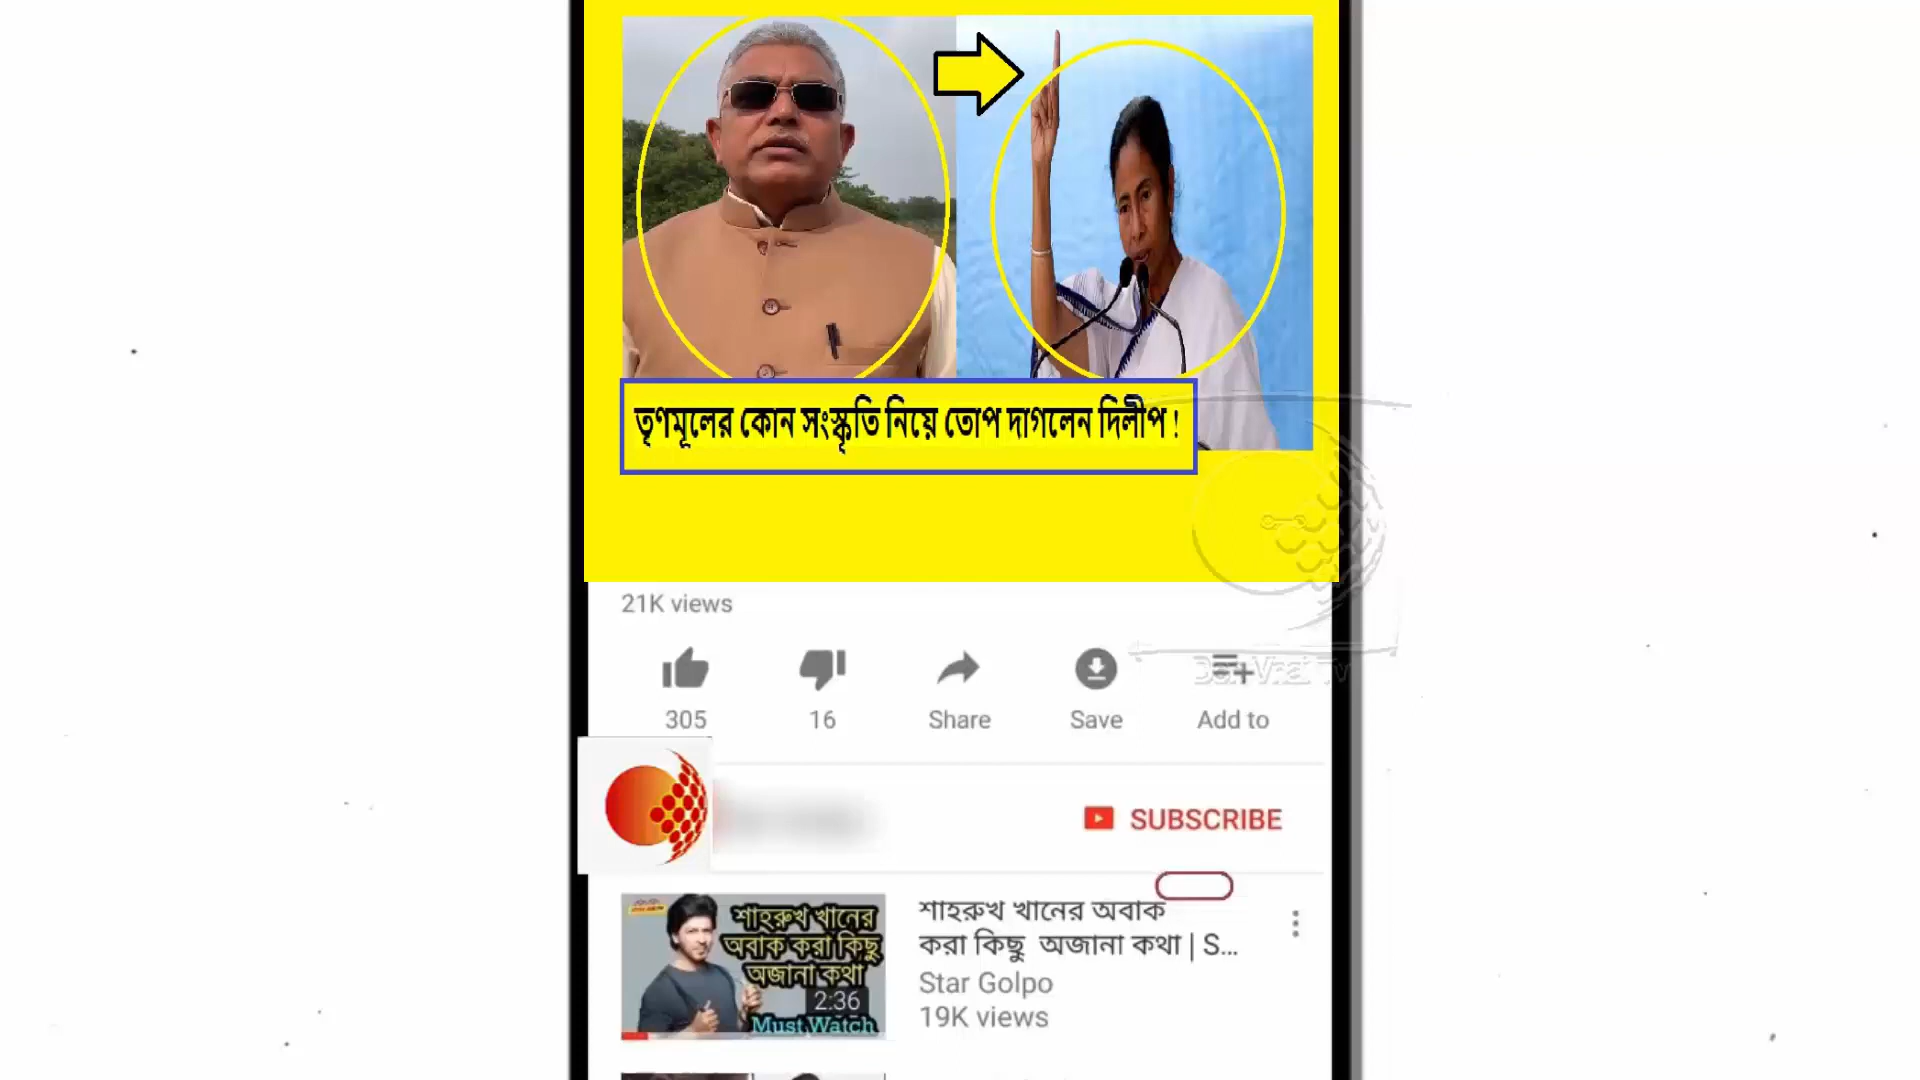 তৃণমূলের কোন সংস্কৃতি নিয়ে তোপ দাগলেন দিলীপ !
21K views
305
16
Share
Save
Add to
SUBSCRIBE
শাহরুখ খানের
অবাক করা কিছু
অজানা কথা
2:36
Must Watch
শাহরুখ খানের অবাক
করা কিছু অজানা কথা | S...
Star Golpo
19K views